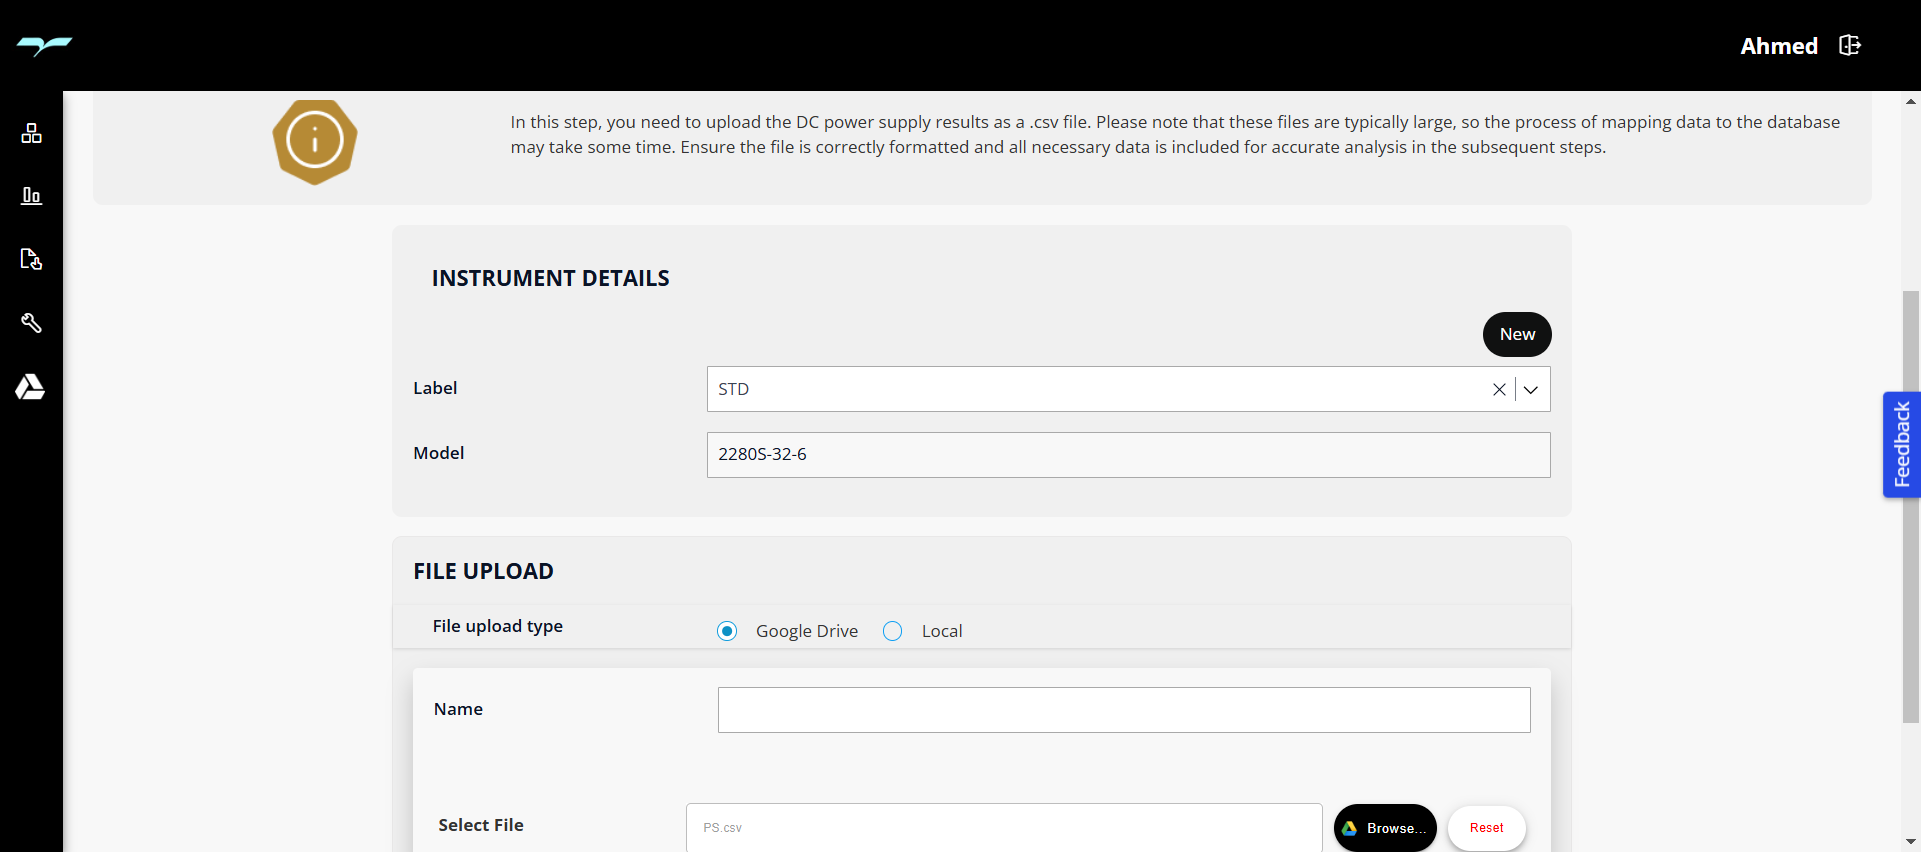 Ahmed
In this step, you need to upload the DC power supply results as a .csv file. Please note that these files are typically large, so the process of mapping data to the database
may take some time. Ensure the file is correctly formatted and all necessary data is included for accurate analysis in the subsequent steps.
INSTRUMENT DETAILS
New
Label
STD
Model
2280S-32-6
Feedback
FILE UPLOAD
File upload type
Google Drive
Local
Name
Select File
PS.csv
Browse...
Reset